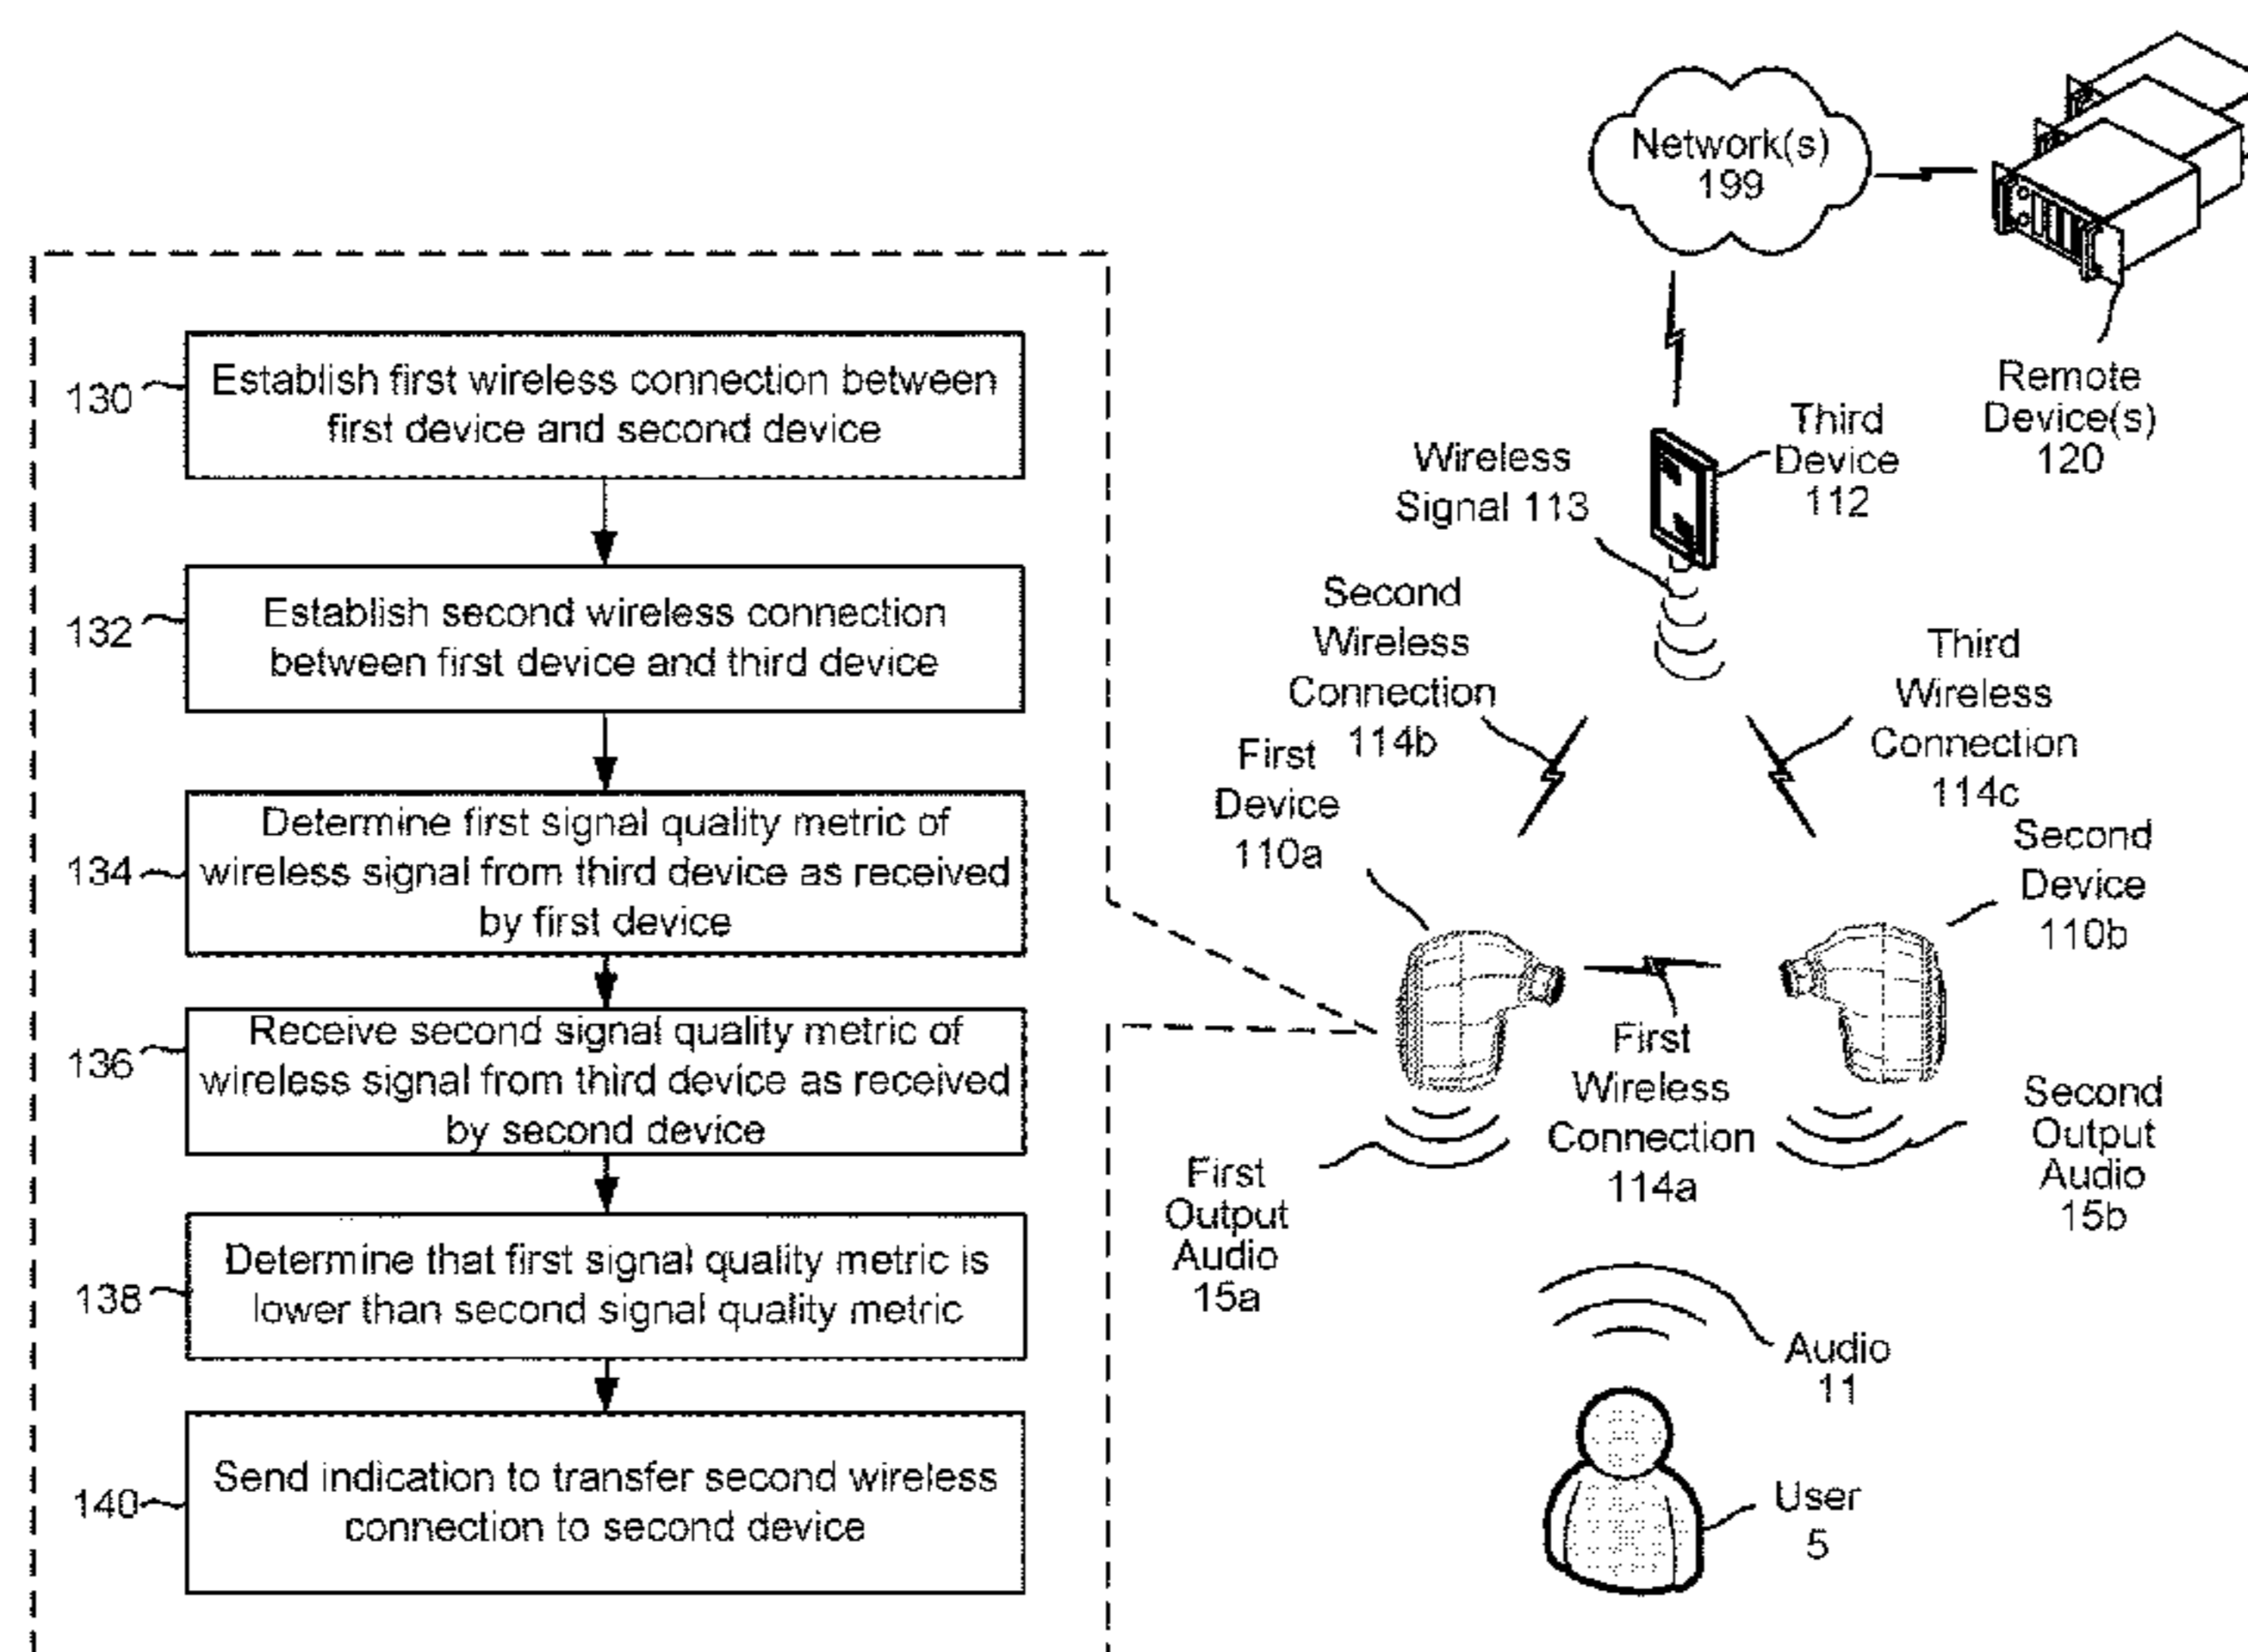 130
Establish first wireless connection between
first device and second device
132
Establish second wireless connection
between first device and third device
134
Determine first signal quality metric of
wireless signal from third device as received
by first device
136
Receive second signal quality metric of
wireless signal from third device as received
by second device
138
Determine that first signal quality metric is
lower than second signal quality metric
140
Send indication to transfer second wireless
connection to second device
Network(s)
199
Remote
Device(s)
120
Third
Device
112
Wireless
Signal 113
Second
Wireless
Connection
114b
Third
Wireless
Connection
114c
First
Device
110a
Second
Device
110b
First
Wireless
Connection
114a
First
Output
Audio
15a
Second
Output
Audio
15b
Audio
11
User
5